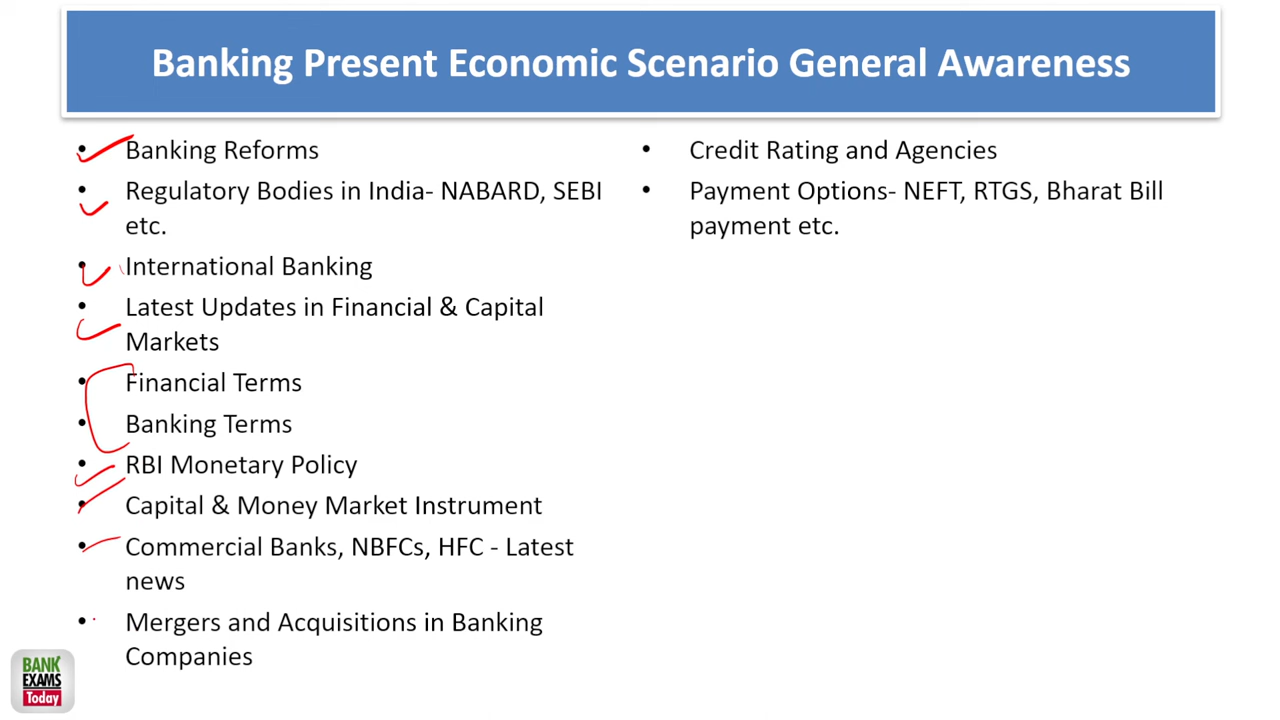 Banking Present Economic Scenario General Awareness
• Banking Reforms
• Regulatory Bodies in India- NABARD, SEBI
etc.
• International Banking
• Latest Updates in Financial & Capital
Markets
• Financial Terms
• Banking Terms
• RBI Monetary Policy
• Capital & Money Market Instrument
• Commercial Banks, NBFCs, HFC - Latest
news
• Mergers and Acquisitions in Banking
Companies
• Credit Rating and Agencies
• Payment Options- NEFT, RTGS, Bharat Bill
payment etc.
BANK
EXAMS
Today